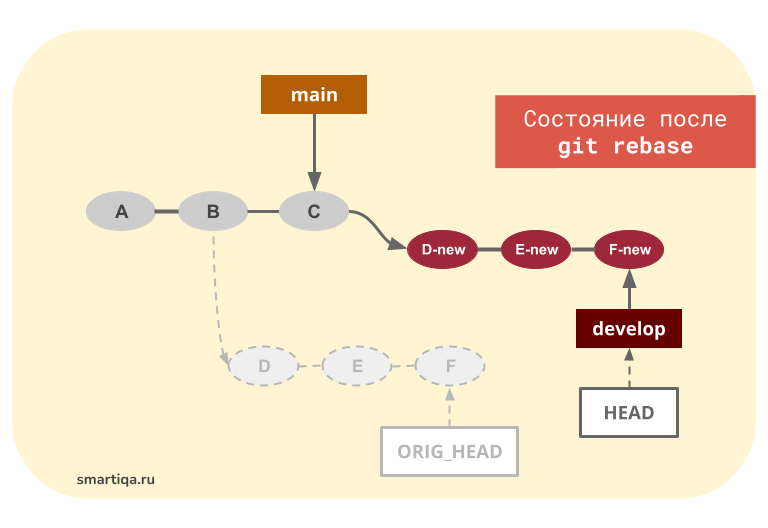 main
Состояние после
git rebase
A
B
C
D-new
E-new
F-new
develop
D
E
F
HEAD
ORIG_HEAD
smartiqa.ru